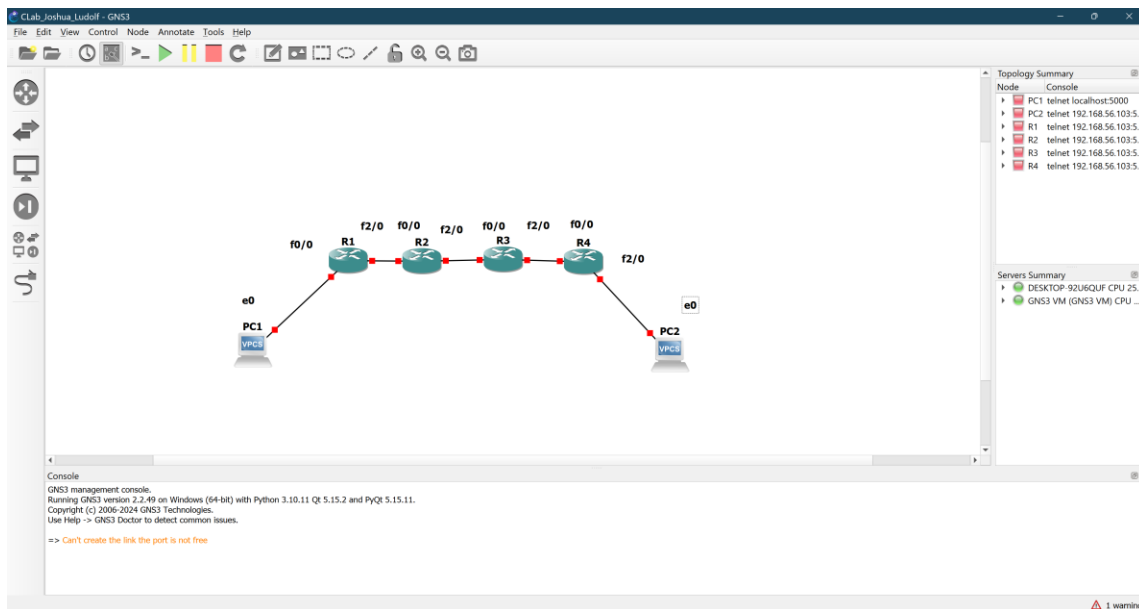 CLab_Joshua_Ludolf - GNS3
File Edit View Control Node Annotate Tools Help
Topology Summary
Node Console
PC1 telnet localhost:5000
PC2 telnet 192.168.56.103:5.
R1 telnet 192.168.56.103:5.
R2 telnet 192.168.56.103:5.
R3 telnet 192.168.56.103:5.
R4 telnet 192.168.56.103:5.
f2/0 f0/0 f2/0 f0/0 f2/0 f0/0
f0/0 R1 R2 R3 R4
f2/0
e0 e0
PC1 PC2
VPCS VPCS
Servers Summary
DESKTOP-92U6QUF CPU 25.
GNS3 VM (GNS3 VM) CPU ...
Console
GNS3 management console.
Running GNS3 version 2.2.49 on Windows (64-bit) with Python 3.10.11 Qt 5.15.2 and PyQt 5.15.11.
Copyright (c) 2006-2024 GNS3 Technologies.
Use Help -> GNS3 Doctor to detect common issues.
=> Can't create the link the port is not free
1 warnin